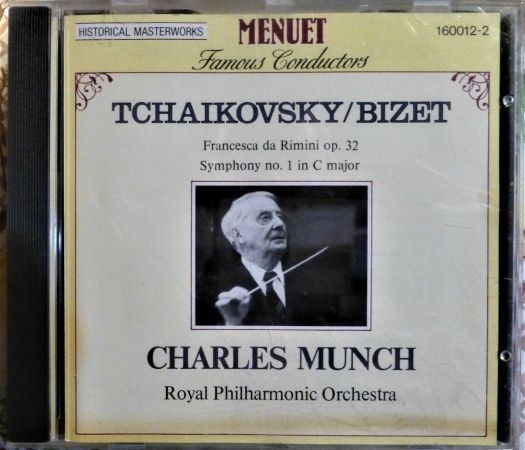 HISTORICAL MASTERWORKS
MENUET
160012-2
Famous Conductors
TCHAIKOVSKY/BIZET
Francesca da Rimini op. 32
Symphony no. 1 in C major
CHARLES MUNCH
Royal Philharmonic Orchestra